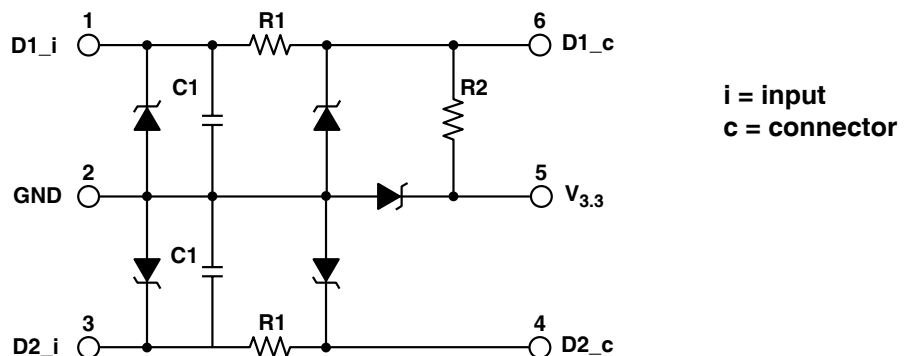 1 R1 6
D1_i D1_c
C1 R2
i = input
c = connector
2 5
GND V3.3
C1
3 R1 4
D2_i D2_c